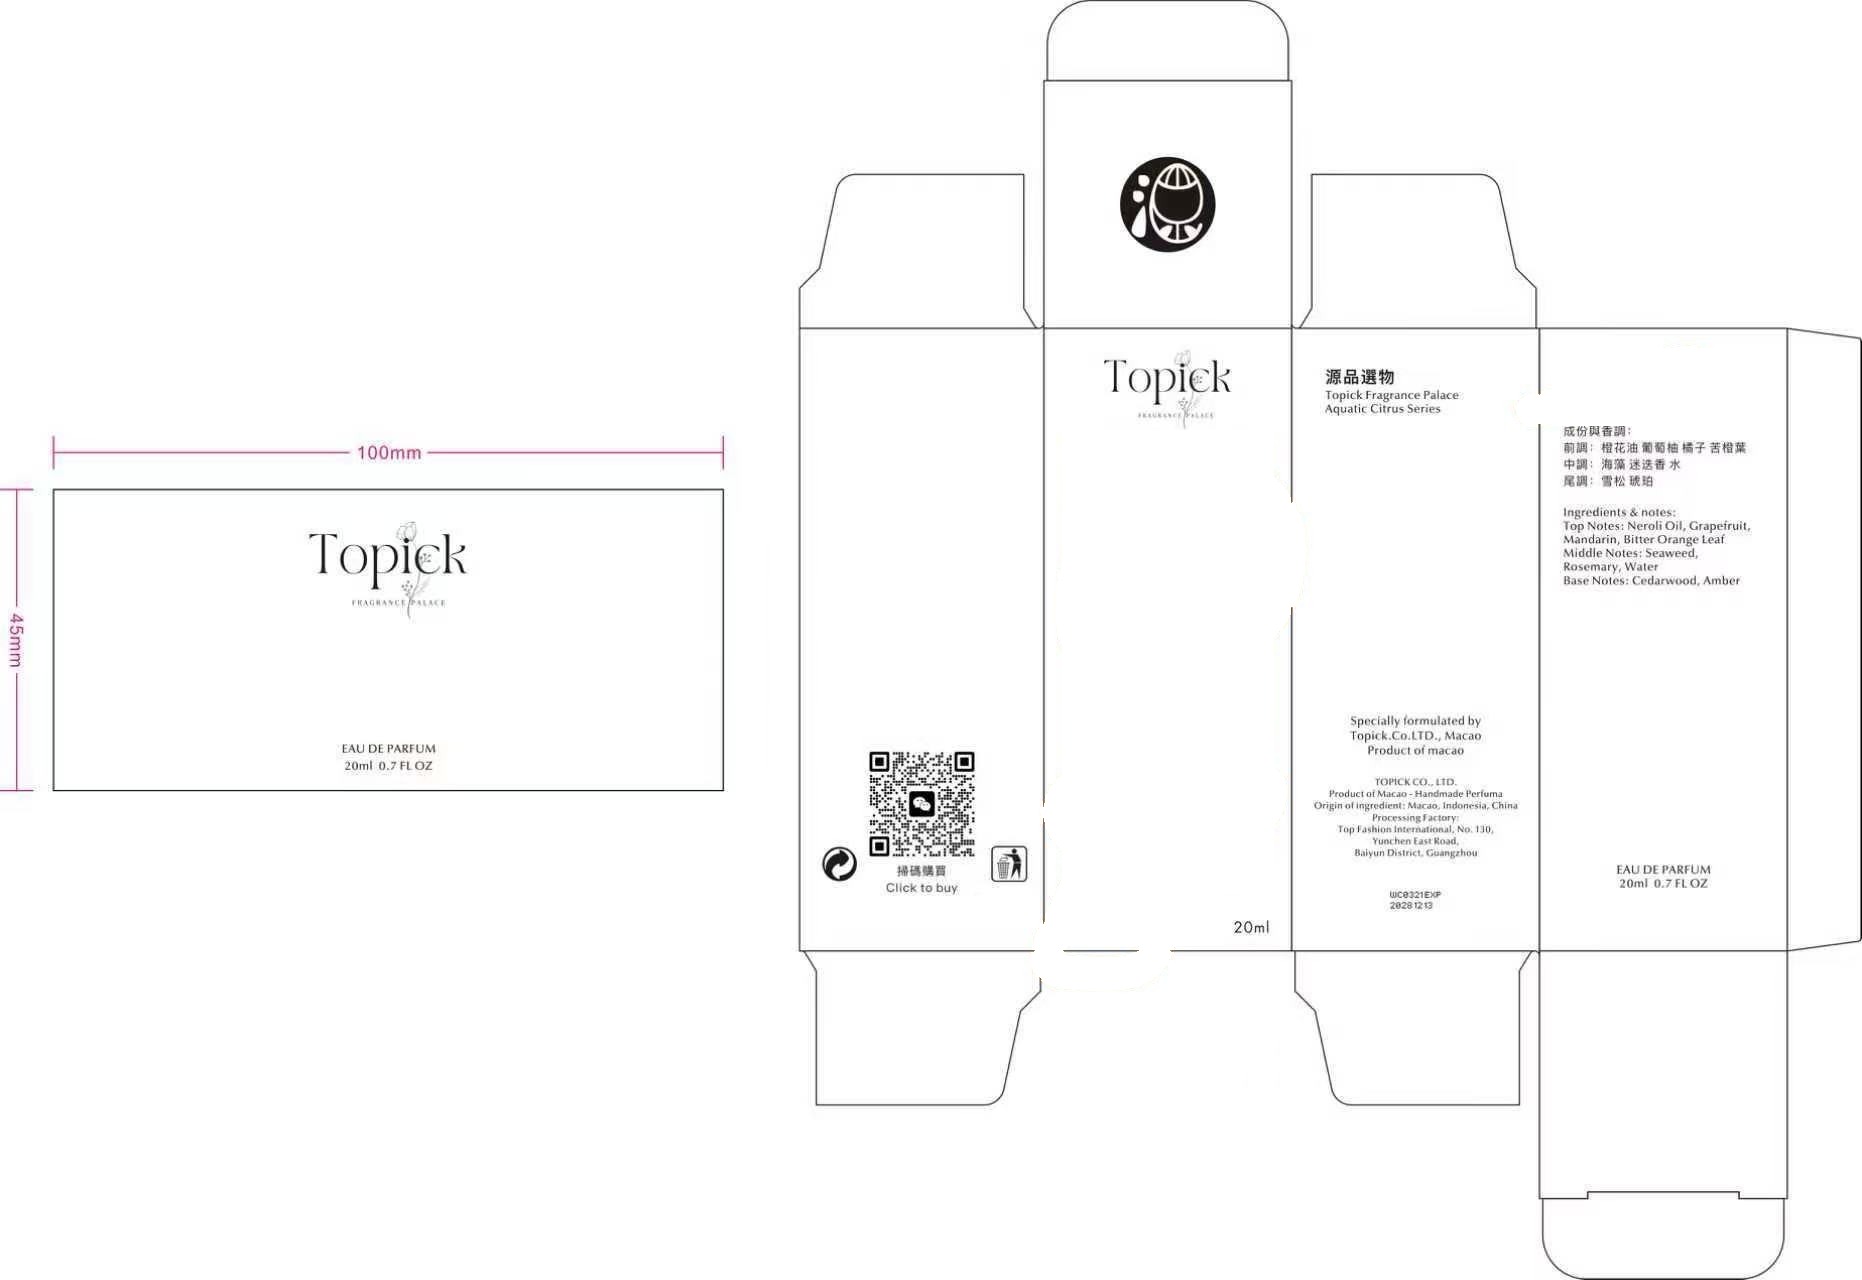 100mm
45mm
Topick
FRAGRANCE PALACE
EAU DE PARFUM
20ml 0.7 FL OZ
掃碼購買
Click to buy
Topick
FRAGRANCE PALACE
20ml
源品選物
Topick Fragrance Palace
Aquatic Citrus Series
Specially formulated by
Topick.Co.LTD., Macao
Product of macao
TOPICK CO., LTD.
Product of Macao - Handmade Perfuma
Origin of ingredient: Macao, Indonesia, China
Processing Factory:
Top Fashion International, No. 130,
Yunchen East Road,
Baiyun District, Guangzhou
WC0321EXP
20281213
成份與香調:
前調: 橙花油 葡萄柚 橘子 苦橙葉
中調: 海藻 迷迭香 水
尾調: 雪松 琥珀
Ingredients & notes:
Top Notes: Neroli Oil, Grapefruit,
Mandarin, Bitter Orange Leaf
Middle Notes: Seaweed,
Rosemary, Water
Base Notes: Cedarwood, Amber
EAU DE PARFUM
20ml 0.7 FL OZ